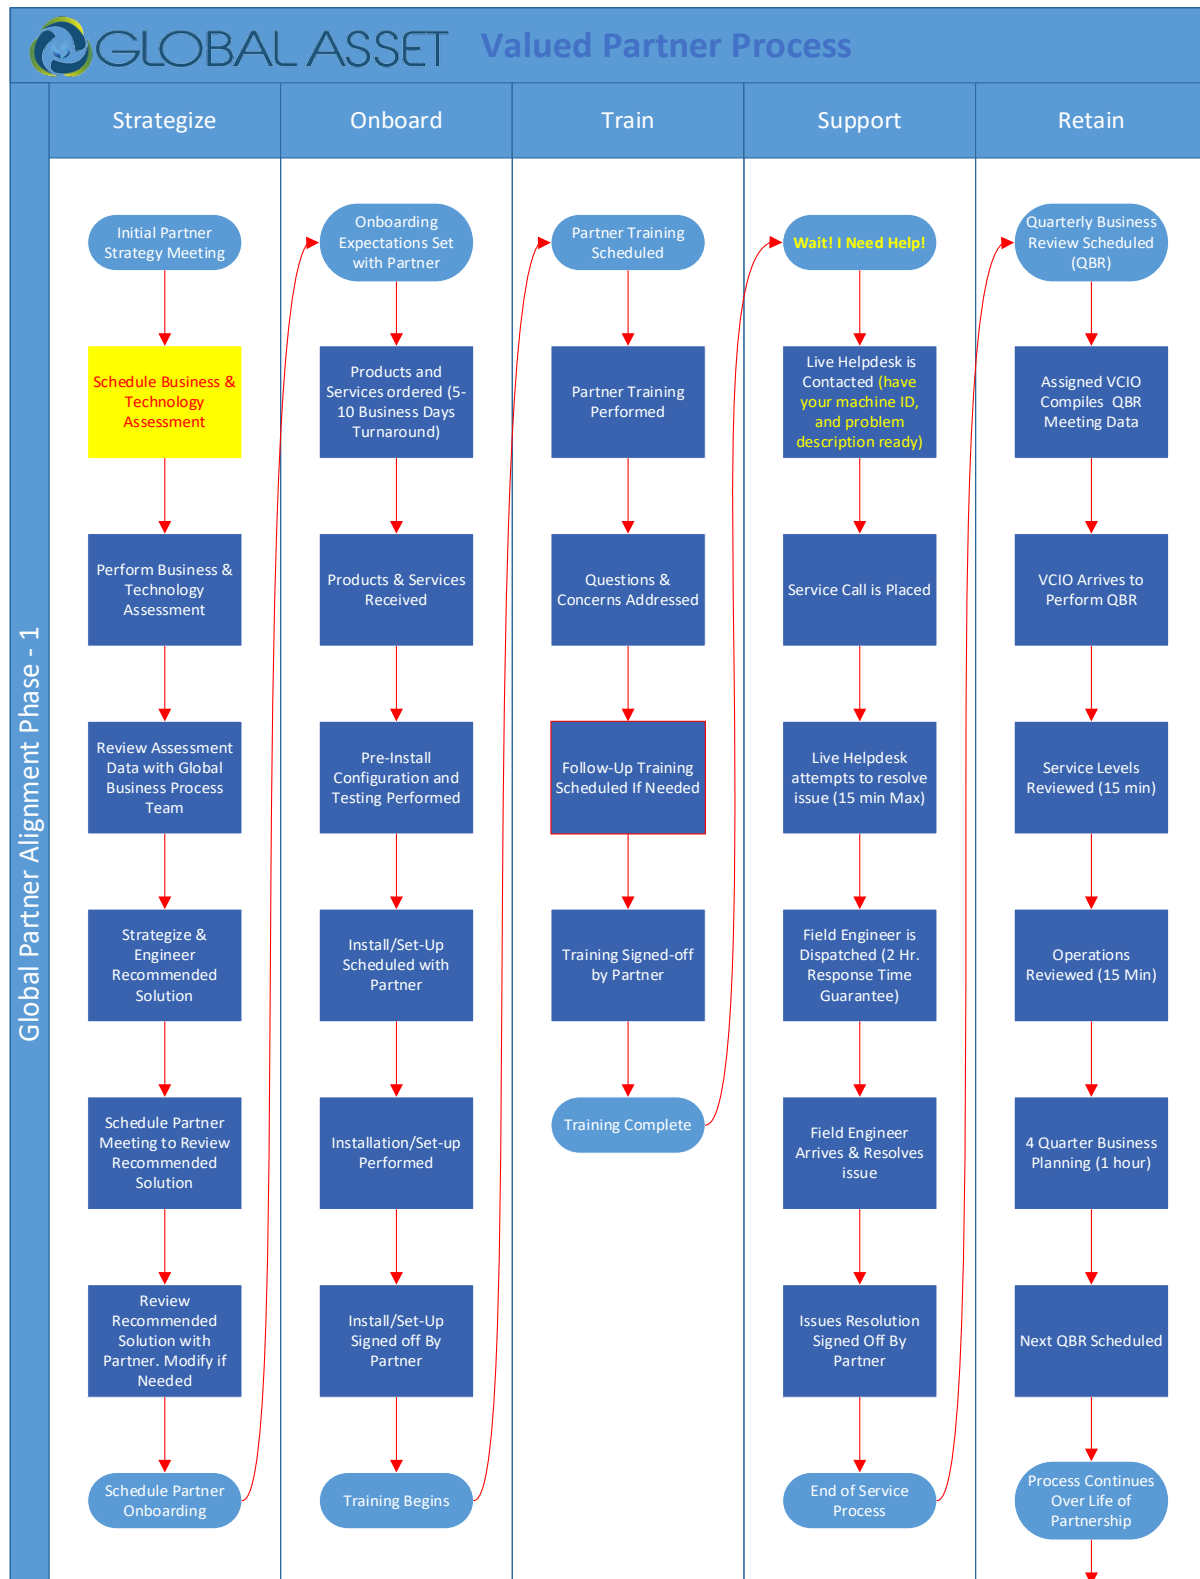 GLOBAL ASSET
Valued Partner Process
Global Partner Alignment Phase - 1
Strategize
Initial Partner
Strategy Meeting
Schedule Business &
Technology
Assessment
Perform Business &
Technology
Assessment
Review Assessment
Data with Global
Business Process
Team
Strategize &
Engineer
Recommended
Solution
Schedule Partner
Meeting to Review
Recommended
Solution
Review
Recommended
Solution with
Partner. Modify if
Needed
Schedule Partner
Onboarding
Onboard
Onboarding
Expectations Set
with Partner
Products and
Services ordered (5-
10 Business Days
Turnaround)
Products & Services
Received
Pre-Install
Configuration and
Testing Performed
Install/Set-Up
Scheduled with
Partner
Installation/Set-up
Performed
Install/Set-Up
Signed off By
Partner
Training Begins
Train
Partner Training
Scheduled
Partner Training
Performed
Questions &
Concerns Addressed
Follow-Up Training
Scheduled If Needed
Training Signed-off
by Partner
Training Complete
Support
Wait! I Need Help!
Live Helpdesk is
Contacted (have
your machine ID,
and problem
description ready)
Service Call is Placed
Live Helpdesk
attempts to resolve
issue (15 min Max)
Field Engineer is
Dispatched (2 Hr.
Response Time
Guarantee)
Field Engineer
Arrives & Resolves
issue
Issues Resolution
Signed Off By
Partner
End of Service
Process
Retain
Quarterly Business
Review Scheduled
(QBR)
Assigned VCIO
Compiles QBR
Meeting Data
VCIO Arrives to
Perform QBR
Service Levels
Reviewed (15 min)
Operations
Reviewed (15 Min)
4 Quarter Business
Planning (1 hour)
Next QBR Scheduled
Process Continues
Over Life of
Partnership